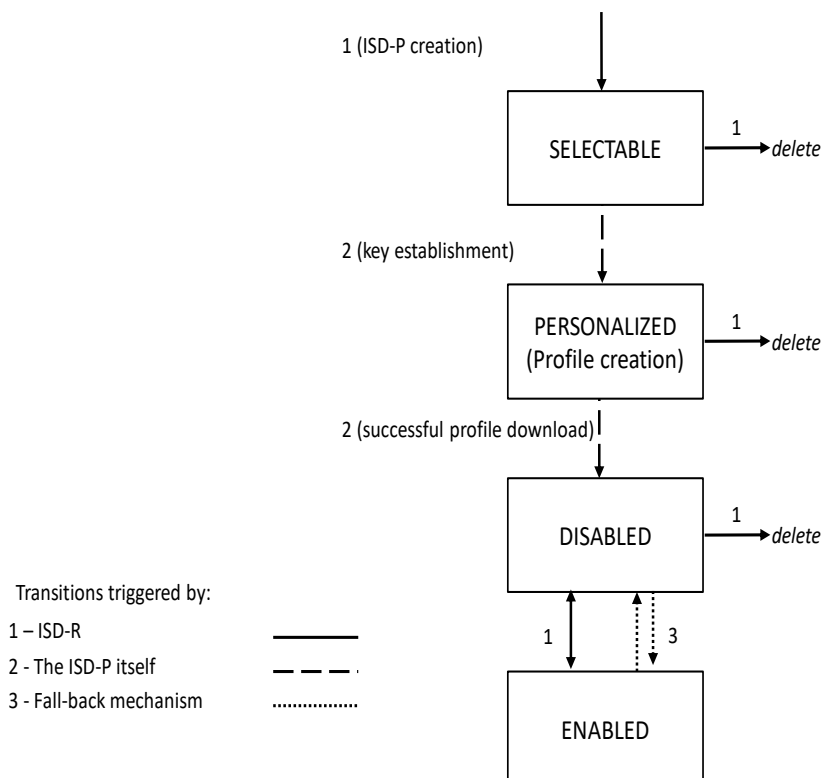 1 (ISD-P creation)
SELECTABLE
1
delete
2 (key establishment)
PERSONALIZED
(Profile creation)
1
delete
2 (successful profile download)
DISABLED
1
delete
Transitions triggered by:
1 – ISD-R
2 - The ISD-P itself
3 - Fall-back mechanism
1
3
ENABLED